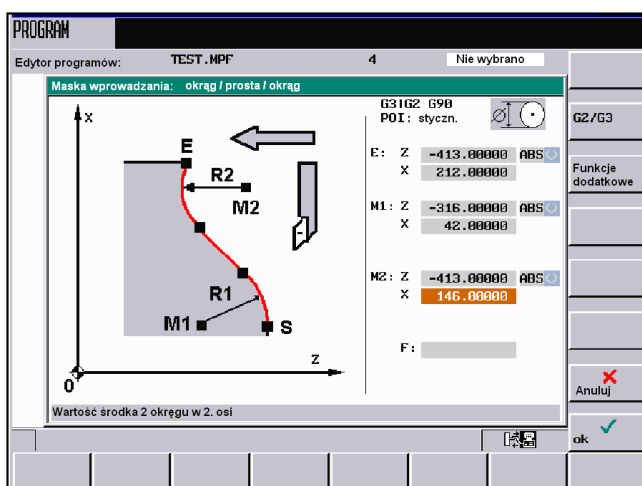 PROGRAM
Edytor programów: TEST.MPF 4 Nie wybrano
Maska wprowadzania: okrąg / prosta / okrąg
G3|G2 G90
POI: styczn.
X
E
R2
M2
R1
M1
S
Z
0
E: Z -413.00000 ABS
X 212.00000
M1: Z -316.00000 ABS
X 42.00000
M2: Z -413.00000 ABS
X 146.00000
F:
Wartość środka 2 okręgu w 2. osi
G2/G3
Funkcje
dodatkowe
Anuluj
ok